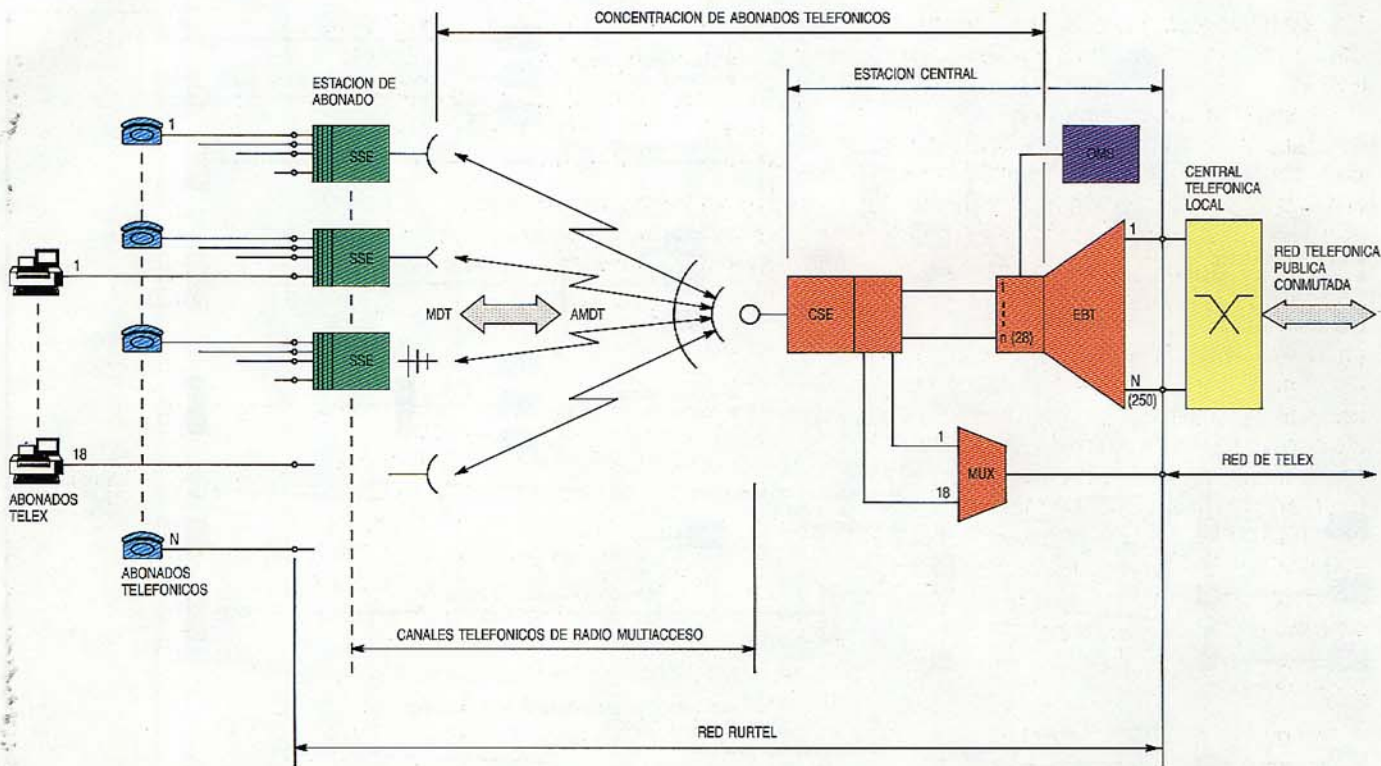 CONCENTRACION DE ABONADOS TELEFONICOS
ESTACION CENTRAL
ESTACION DE
ABONADO
1
SSE
OMS
CENTRAL
TELEFONICA
LOCAL
SSE
1
1
RED TELEFONICA
PUBLICA
CONMUTADA
MDT
AMDT
CSE
1
n (28)
EBT
SSE
N
(250)
1
18
MUX
RED DE TELEX
18
ABONADOS
TELEX
N
ABONADOS
TELEFONICOS
CANALES TELEFONICOS DE RADIO MULTIACCESO
RED RURTEL